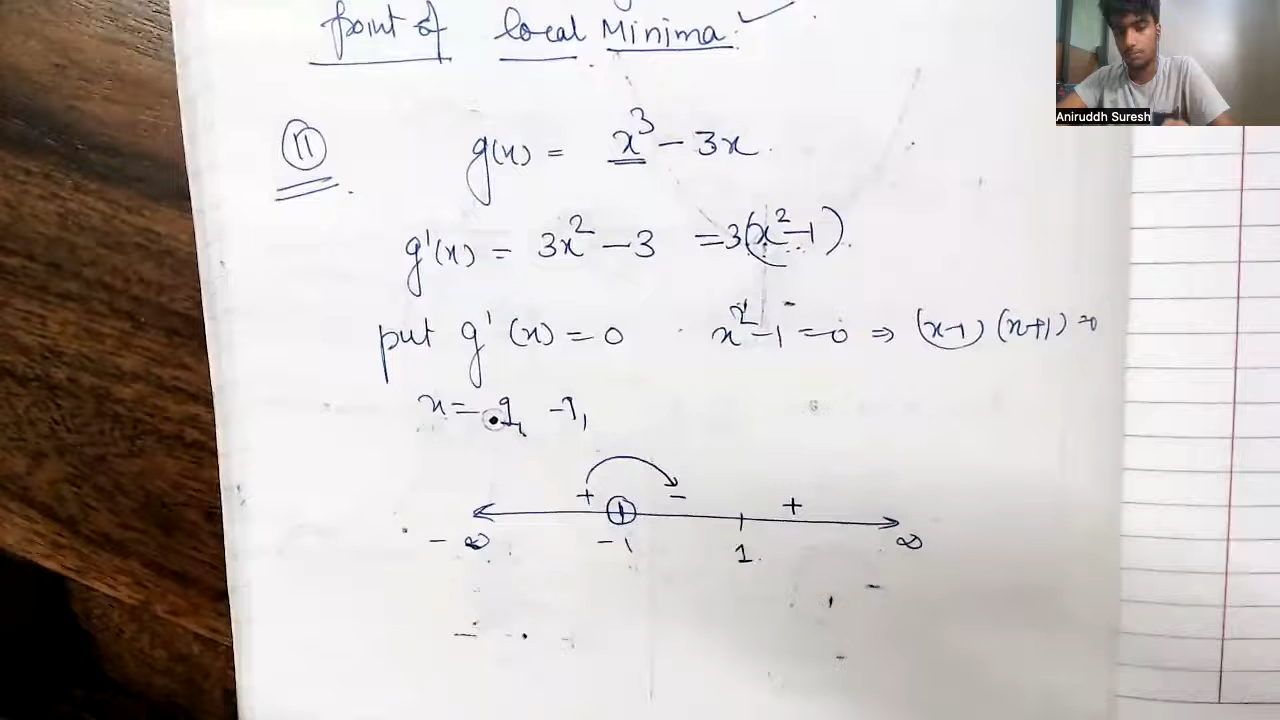 point of local Minima.
Aniruddh Suresh
(11) g(x) = x³ - 3x.
g'(x) = 3x² - 3 = 3(x² - 1).
put g'(x) = 0 x² - 1 = 0 ⇒ (x-1) (x+1) = 0
x = 1, -1,
+ - +
- ∞ -1 1 ∞